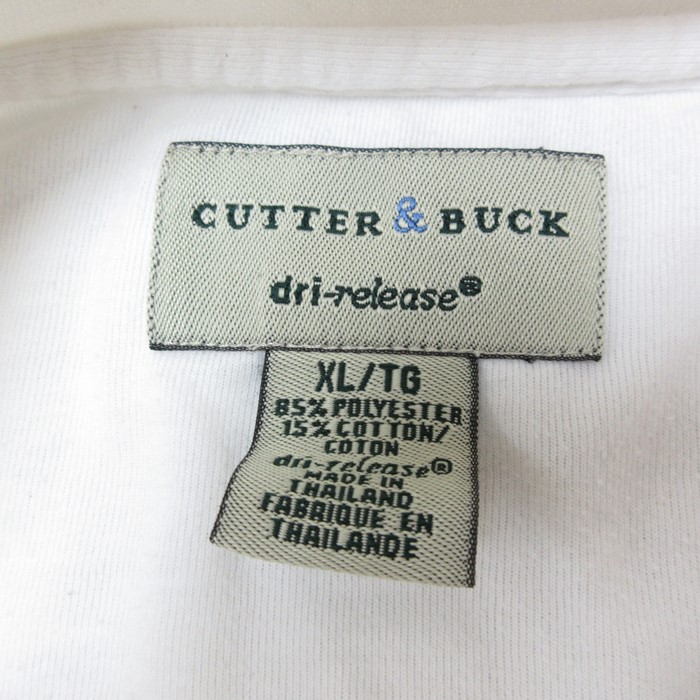 CUTTER & BUCK
dri-release®
XL/TG
85% POLYESTER
15% COTTON/
COTON
dri-release®
MADE IN
THAILAND
FABRIQUE EN
THAILANDE